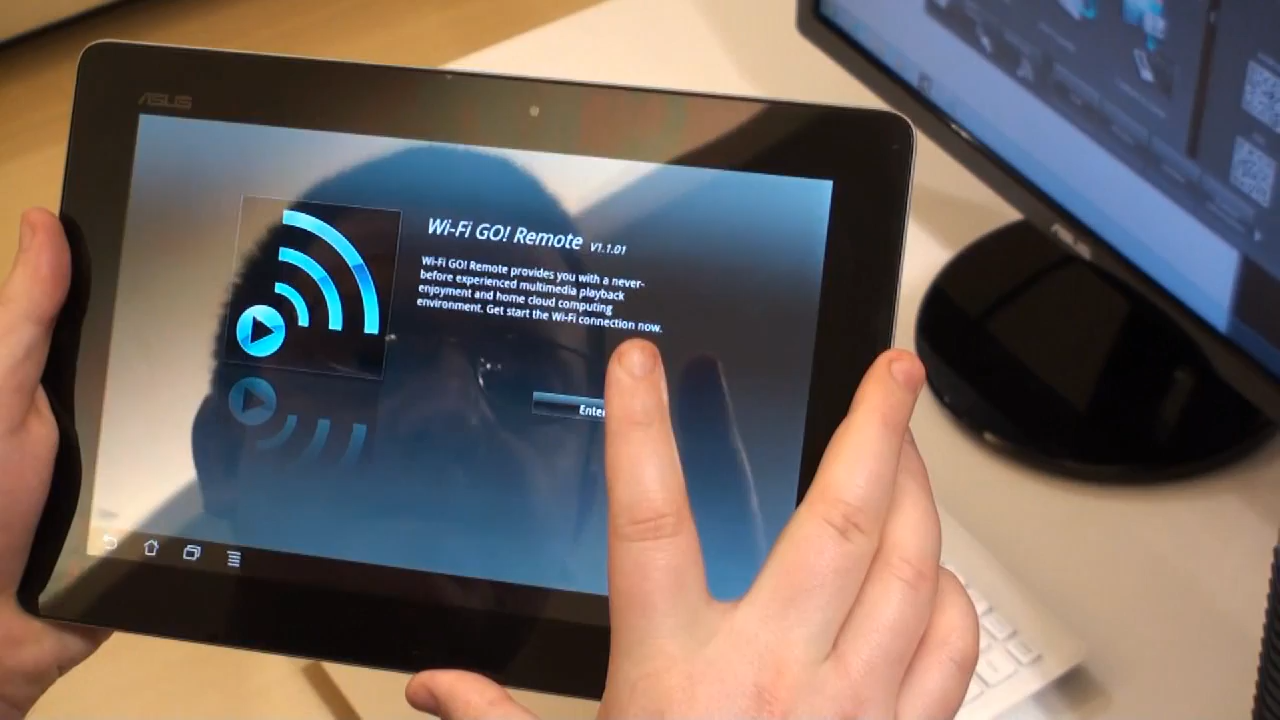 ASUS
Wi-Fi GO! Remote V1.1.01
Wi-Fi GO! Remote provides you with a never-
before experienced multimedia playback
enjoyment and home cloud computing
environment. Get start the Wi-Fi connection now.
Enter
ASUS